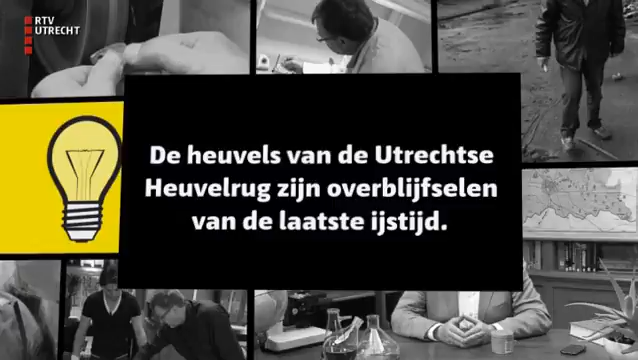 RTV
UTRECHT
De heuvels van de Utrechtse
Heuvelrug zijn overblijfselen
van de laatste ijstijd.